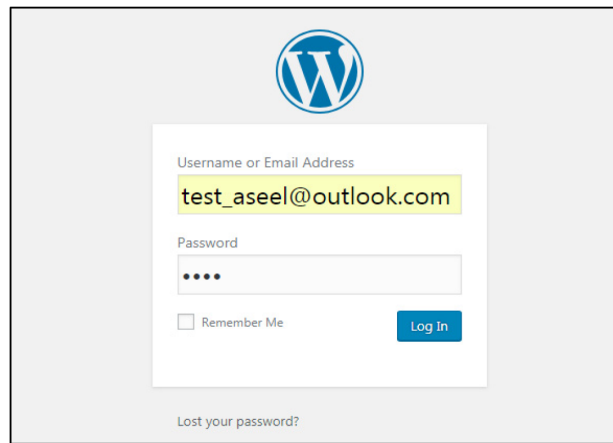 Username or Email Address
test_aseel@outlook.com
Password
••••
Remember Me
Log In
Lost your password?